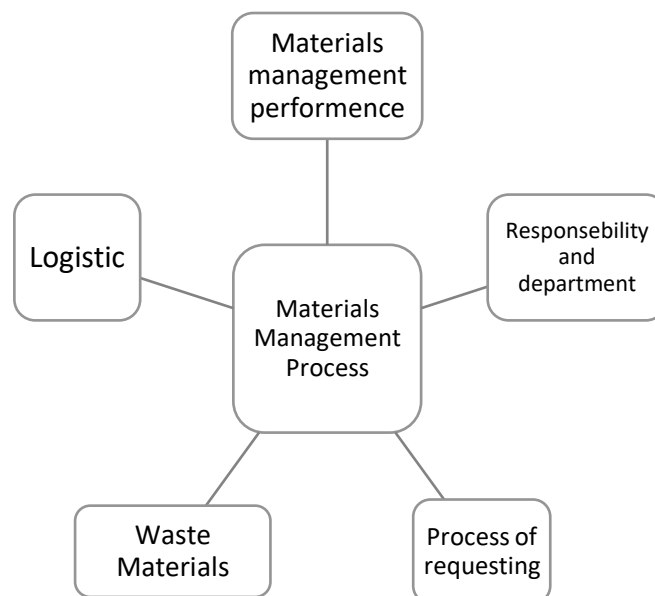 Materials
management
performence
Logistic
Responsebility
and
department
Materials
Management
Process
Waste
Materials
Process of
requesting